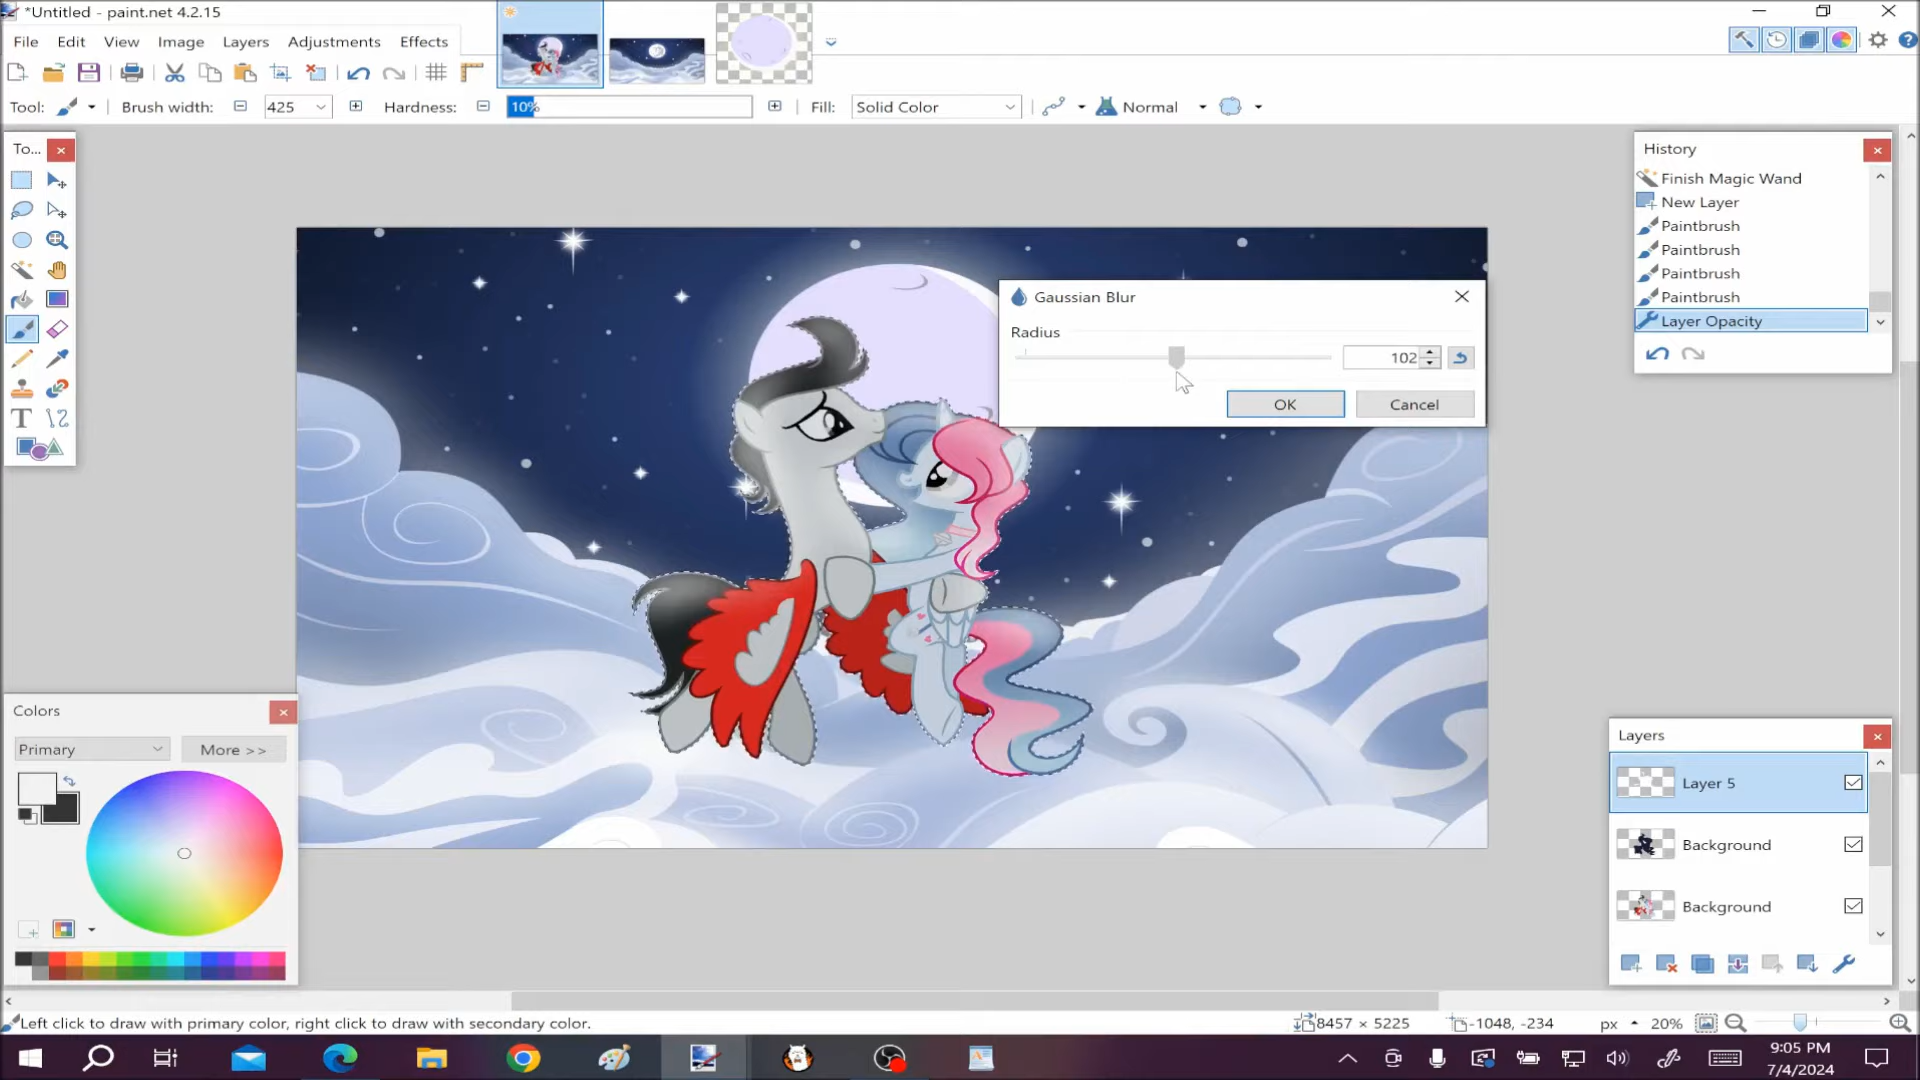 *Untitled - paint.net 4.2.15
File Edit View Image Layers Adjustments Effects
Tool: Brush width: 425 Hardness: 10% Fill: Solid Color Normal
To...
History
Finish Magic Wand
New Layer
Paintbrush
Paintbrush
Paintbrush
Paintbrush
Layer Opacity
Gaussian Blur
Radius
102
OK Cancel
Colors
Primary More >>
Layers
Layer 5
Background
Background
Left click to draw with primary color, right click to draw with secondary color. 8457 × 5225 -1048, -234 px 20%
9:05 PM
7/4/2024